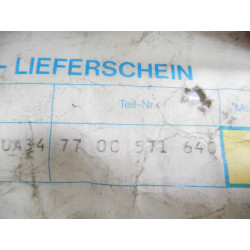 - LIEFERSCHEIN
Teil-Nr.
UA34 77 00 571 640